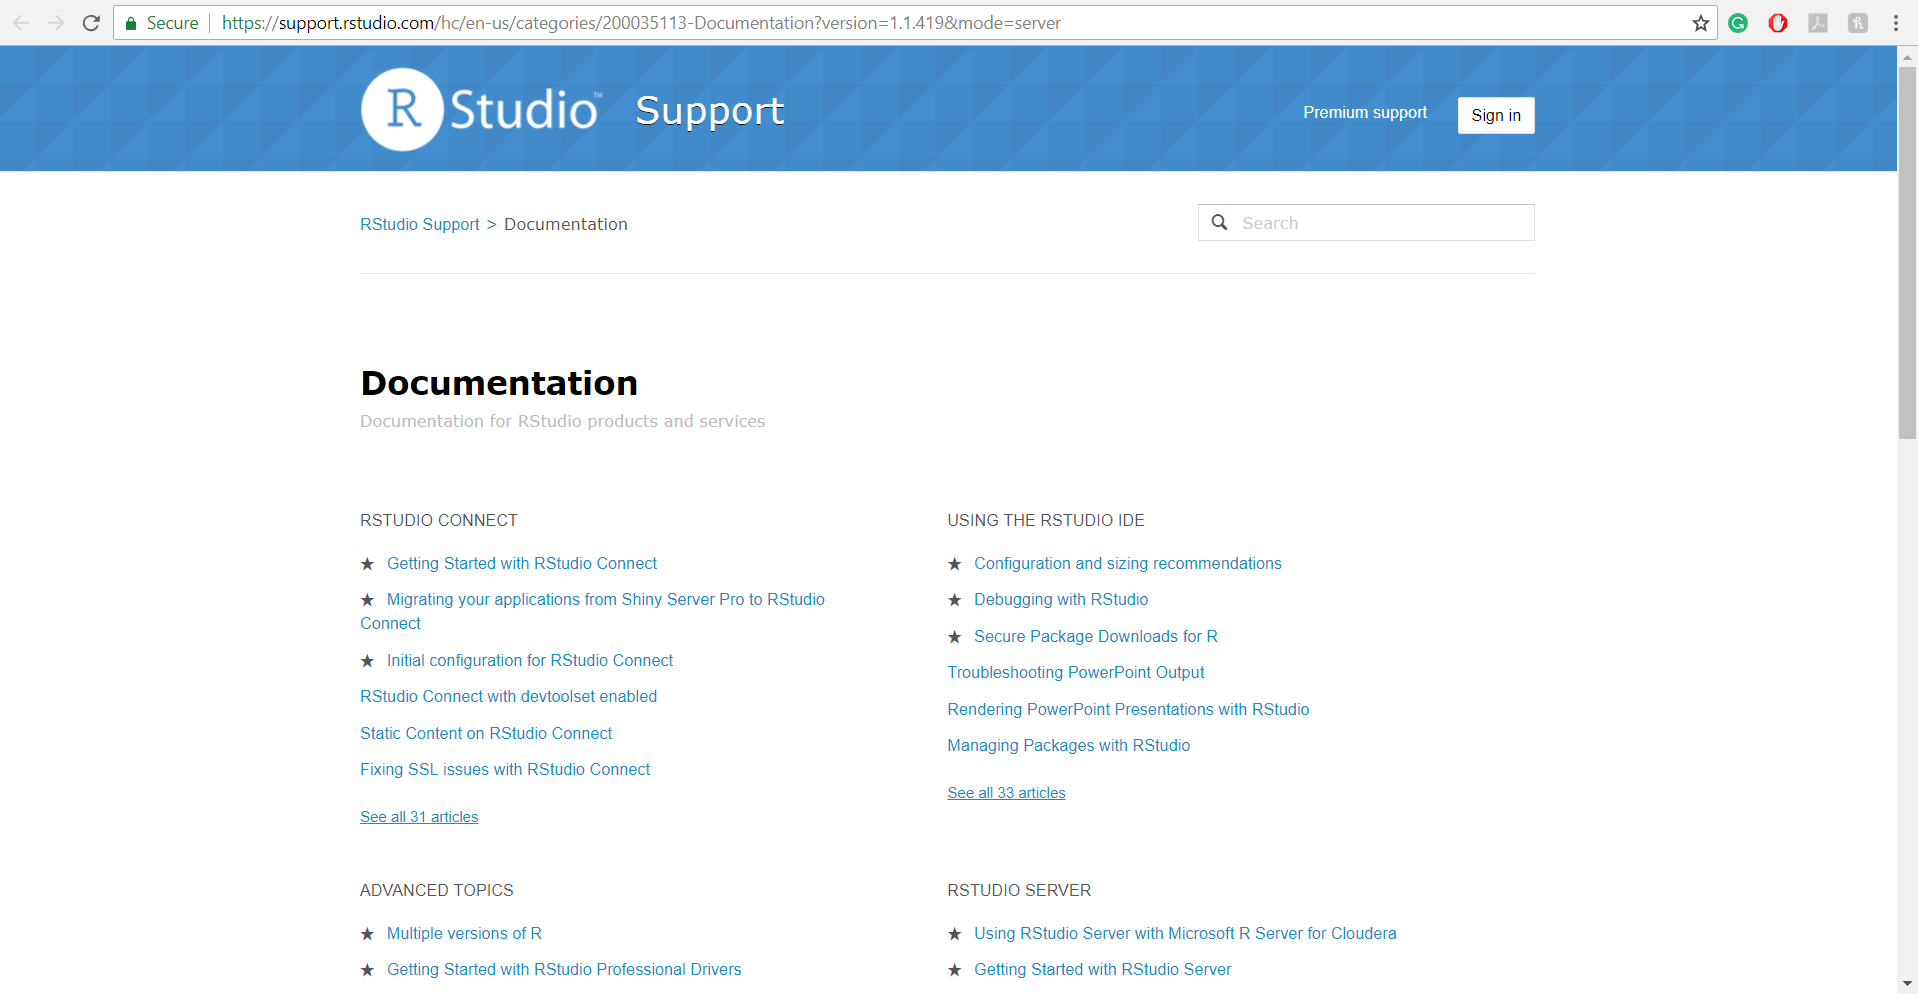 Secure https://support.rstudio.com/hc/en-us/categories/200035113-Documentation?version=1.1.419&mode=server
R Studio™ Support Premium support Sign in
RStudio Support > Documentation Search
Documentation
Documentation for RStudio products and services
RSTUDIO CONNECT
★ Getting Started with RStudio Connect
★ Migrating your applications from Shiny Server Pro to RStudio
Connect
★ Initial configuration for RStudio Connect
RStudio Connect with devtoolset enabled
Static Content on RStudio Connect
Fixing SSL issues with RStudio Connect
See all 31 articles
USING THE RSTUDIO IDE
★ Configuration and sizing recommendations
★ Debugging with RStudio
★ Secure Package Downloads for R
Troubleshooting PowerPoint Output
Rendering PowerPoint Presentations with RStudio
Managing Packages with RStudio
See all 33 articles
ADVANCED TOPICS
★ Multiple versions of R
★ Getting Started with RStudio Professional Drivers
RSTUDIO SERVER
★ Using RStudio Server with Microsoft R Server for Cloudera
★ Getting Started with RStudio Server